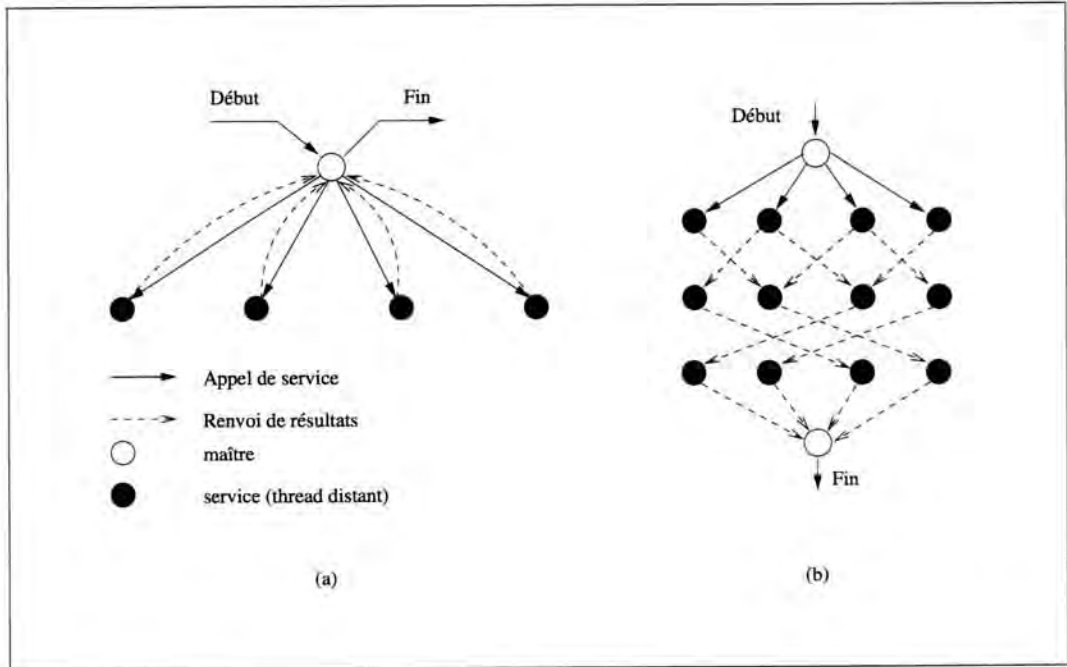 Début
Fin
Appel de service
Renvoi de résultats
maître
service (thread distant)
(a)
Début
Fin
(b)